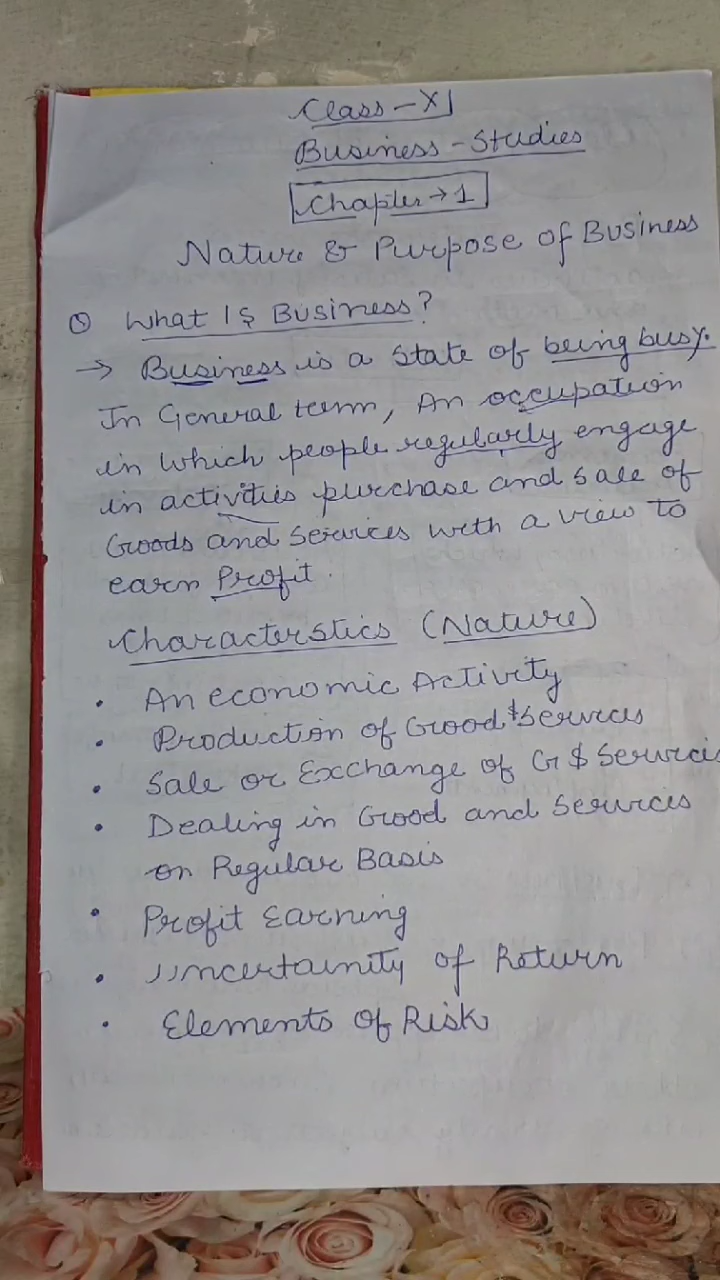 Class - XI
Business - Studies
Chapter → 1
Nature & Purpose of Business
What Is Business?
→ Business is a State of being busy.
In General term, An occupation
in which people regularly engage
in activities purchase and sale of
Goods and Services with a view to
earn Profit.
Characterstics (Nature)
• An economic Activity
• Production of Good & Services
• Sale or Exchange of G & Services
• Dealing in Good and Services
on Regular Basis
• Profit Earning
• Uncertainity of Return
• Elements of Risk